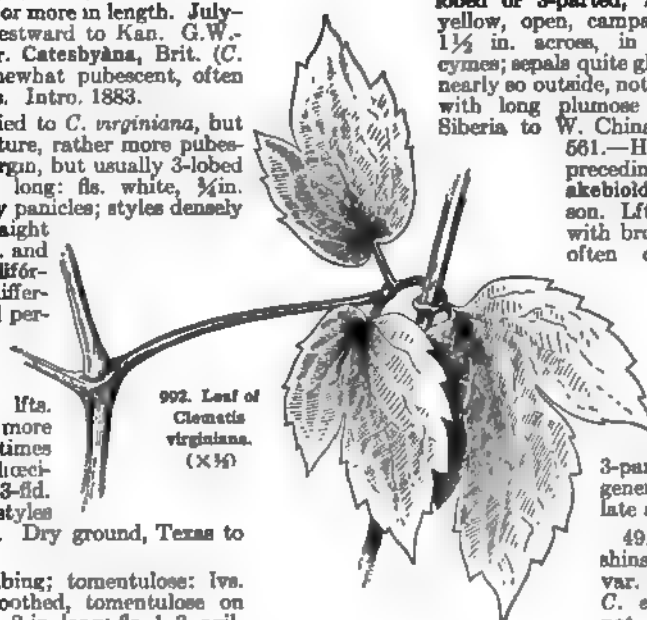 or more in length. July–
estward to Kan. G.W.-
r. Catesbyàna, Brit. (C.
newhat pubescent, often
s. Intro. 1883.
ied to C. virginiana, but
ture, rather more pubes-
rgin, but usually 3-lobed
long: fls. white, ¾in.
y panicles; styles densely
aight
. and
lifór-
iffer-
l per-
lfts.
more
times
diœci-
3-fid.
styles
. Dry ground, Texas to
bing; tomentulose: lvs.
oothed, tomentulose on
992. Leaf of
Clematis
virginiana.
(×½)
lobed or 3-parted,
yellow, open, campa
1½ in. across, in
cymes; sepals quite gl
nearly so outside, not
with long plumose
Siberia to W. China
561.—H
precedin
akebioid
son. Lft
with bro
often c
3-par
gener
late a
49.
shins
var.
C. e